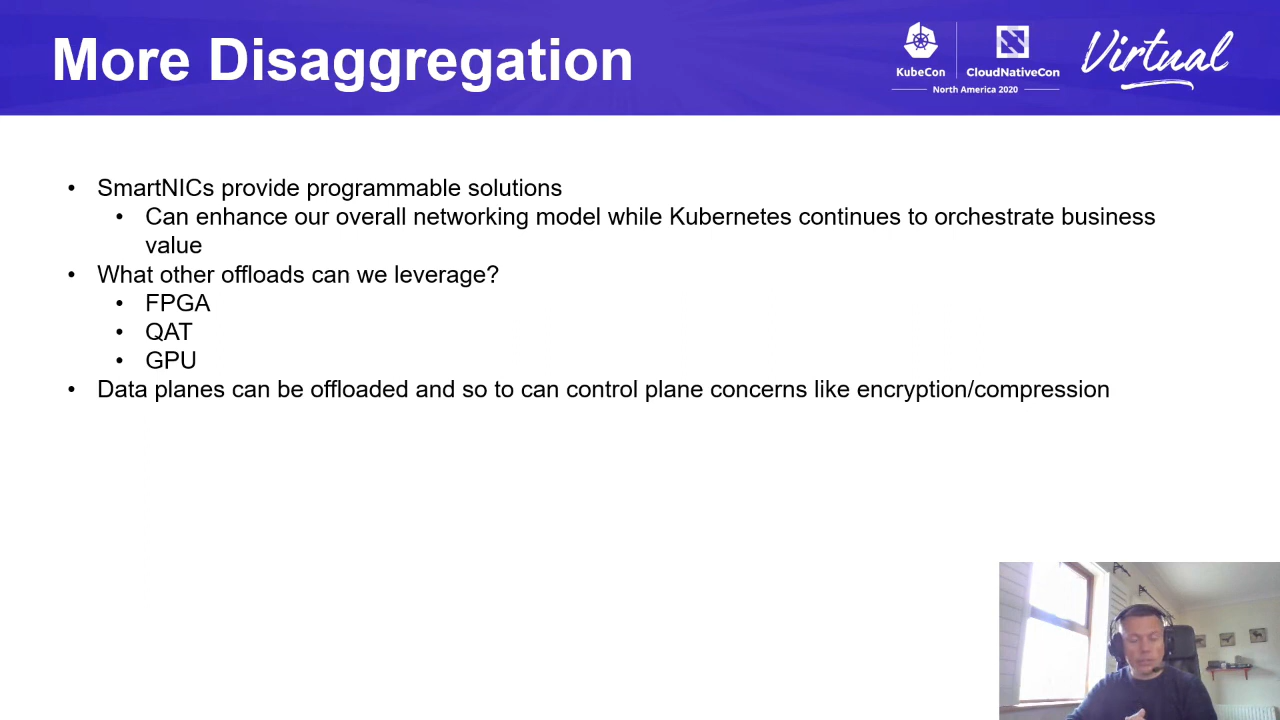 More Disaggregation
KubeCon
CloudNativeCon
North America 2020
Virtual
• SmartNICs provide programmable solutions
• Can enhance our overall networking model while Kubernetes continues to orchestrate business
value
• What other offloads can we leverage?
• FPGA
• QAT
• GPU
• Data planes can be offloaded and so to can control plane concerns like encryption/compression